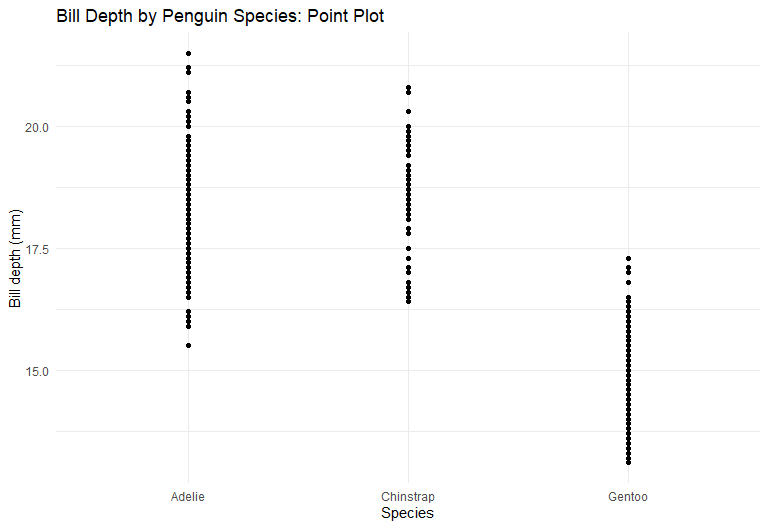 Bill Depth by Penguin Species: Point Plot
20.0
17.5
15.0
Bill depth (mm)
Adelie
Chinstrap
Gentoo
Species